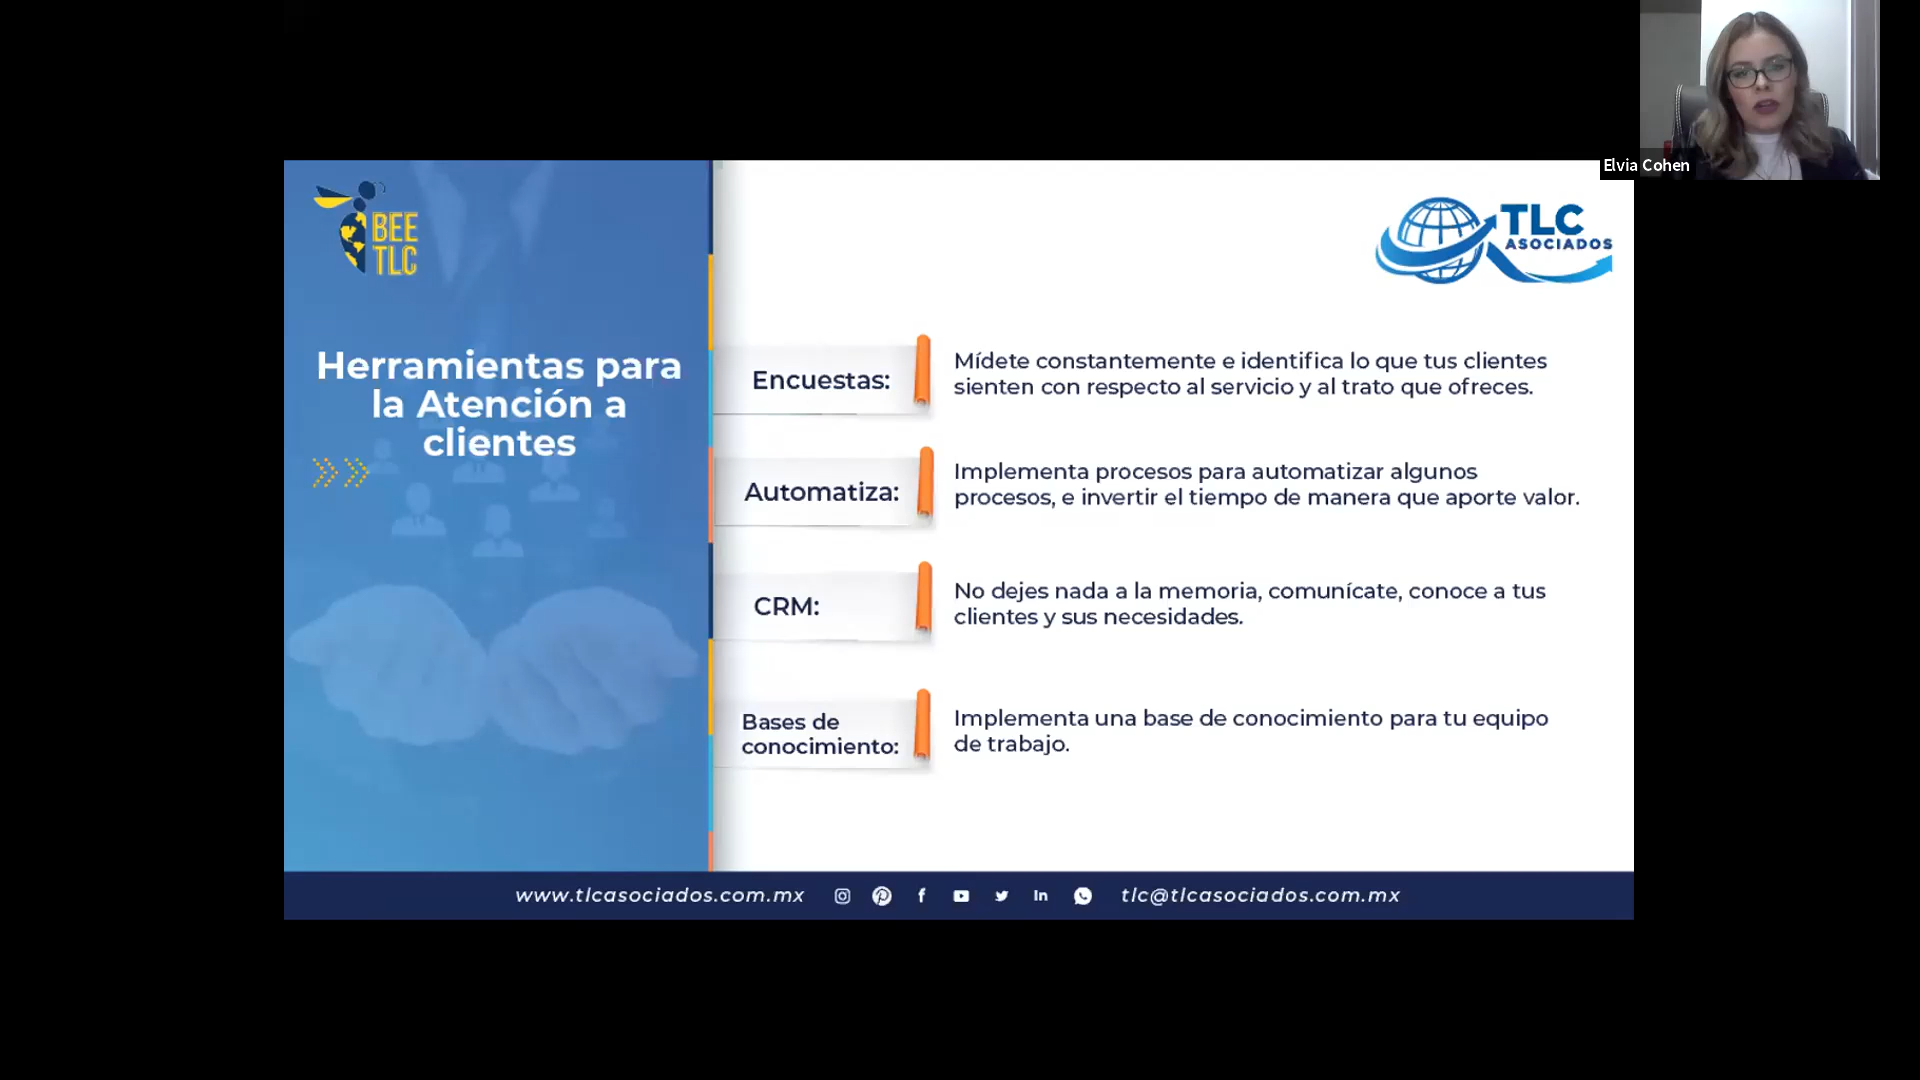 Elvia Cohen
BEE
TLC
TLC
ASOCIADOS
Herramientas para
la Atención a
clientes
Encuestas:
Mídete constantemente e identifica lo que tus clientes
sienten con respecto al servicio y al trato que ofreces.
Automatiza:
Implementa procesos para automatizar algunos
procesos, e invertir el tiempo de manera que aporte valor.
CRM:
No dejes nada a la memoria, comunícate, conoce a tus
clientes y sus necesidades.
Bases de
conocimiento:
Implementa una base de conocimiento para tu equipo
de trabajo.
www.tlcasociados.com.mx tlc@tlcasociados.com.mx